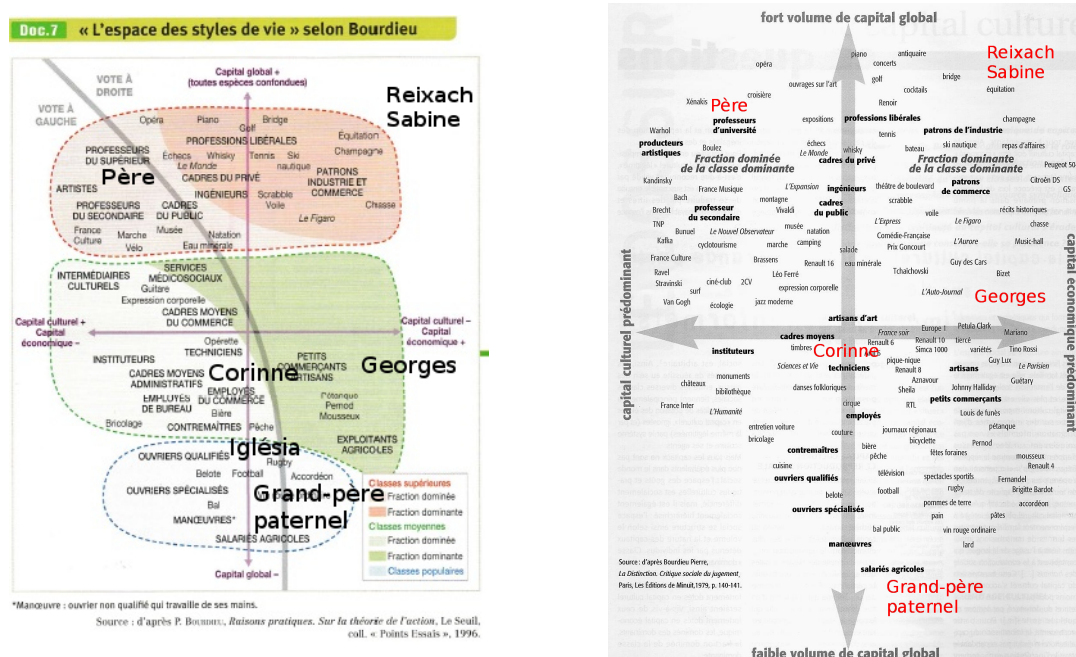 Doc.7 « L'espace des styles de vie » selon Bourdieu
Capital global +
(toutes espèces confondues)
VOTE À
DROITE
VOTE À
GAUCHE
Reixach
Sabine
Opéra Piano Bridge
Golf
PROFESSIONS LIBÉRALES
Équitation
PROFESSEURS
DU SUPÉRIEUR
Échecs Whisky Tennis Ski
nautique
Champagne
Le Monde
Père
CADRES DU PRIVÉ
PATRONS
INDUSTRIE ET
COMMERCE
ARTISTES
INGÉNIEURS Scrabble
Voile
Chasse
PROFESSEURS
DU SECONDAIRE
CADRES
DU PUBLIC
Le Figaro
France
Culture
Marche
Vélo
Musée
Natation
Eau minérale
INTERMÉDIAIRES
CULTURELS
SERVICES
MÉDICOSOCIAUX
Guitare
Expression corporelle
CADRES MOYENS
DU COMMERCE
Capital culturel +
Capital
économique –
Capital culturel –
Capital
économique +
Opérette
TECHNICIENS
INSTITUTEURS
PETITS
COMMERÇANTS
ARTISANS
Georges
Corinne
CADRES MOYENS
ADMINISTRATIFS
EMPLOYÉS
DU COMMERCE
EMPLOYÉS
DE BUREAU
Pétanque
Pernod
Mousseux
Bière
Bricolage
CONTREMAÎTRES Pêche
EXPLOITANTS
AGRICOLES
Iglésia
OUVRIERS QUALIFIÉS
Rugby
Belote Football Accordéon
OUVRIERS SPÉCIALISÉS
Grand-père
paternel
Bal
MANŒUVRES*
SALARIÉS AGRICOLES
Capital global –
Classes supérieures
Fraction dominée
Fraction dominante
Classes moyennes
Fraction dominée
Fraction dominante
Classes populaires
*Manœuvre : ouvrier non qualifié qui travaille de ses mains.
Source : d'après P. BOURDIEU, Raisons pratiques. Sur la théorie de l'action, Le Seuil,
coll. « Points Essais », 1996.
fort volume de capital global
piano antiquaire
opéra concerts
Reixach
Sabine
golf bridge
ouvrages sur l'art
croisière cocktails équitation
Xénakis Renoir
Père
professeurs
d'université
expositions professions libérales champagne
Warhol tennis patrons de l'industrie
producteurs
artistiques
Boulez échecs whisky bateau ski nautique repas d'affaires
Le Monde
Fraction dominée
de la classe dominante
cadres du privé
Fraction dominante
de la classe dominante
Peugeot 50
Kandinsky Citroën DS
GS
France Musique L'Expansion ingénieurs théâtre de boulevard patrons
de commerce
Bach montagne scrabble
Brecht professeur
du secondaire
Vivaldi cadres
du public
voile récits historiques
TNP musée L'Express Le Figaro chasse
Bunuel Le Nouvel Observateur natation
Kafka cyclotourisme marche camping Comédie-Française
Prix Goncourt
L'Aurore Music-hall
salade
France Culture Brassens Renault 16 eau minérale Guy des Cars
Ravel Léo Ferré Tchaïchovski Bizet
Stravinski ciné-club 2CV
surf expression corporelle L'Auto-Journal
Van Gogh écologie jazz moderne
Georges
artisans d'art
capital culturel prédominant
capital économique prédominant
cadres moyens France soir Europe 1 Petula Clark Mariano
Renault 6 Renault 10 tiercé
instituteurs timbres Corinne Simca 1000 variétés Tino Rossi
Sciences et Vie techniciens pique-nique Guy Lux Le Parisien
Renault 8 artisans
monuments Aznavour Guétary
châteaux bibilothèque danses folkloriques Sheila Johnny Halliday
petits commerçants
France Inter L'Humanité cirque RTL
employés Louis de funès
entretien voiture couture journaux régionaux pétanque
bricolage bicyclette
contremaitres bière Pernod
pêche fêtes foraines mousseux
cuisine Renault 4
ouvriers qualifiés télévision spectacles sportifs Fernandel
belote football rugby Brigitte Bardot
ouvriers spécialisés pommes de terre accordéon
pain pâtes
bal public vin rouge ordinaire
manœuvres lard
Source : d'après Bourdieu Pierre,
La Distinction. Critique sociale du jugement,
Paris, Les Éditions de Minuit,1979, p. 140-141.
salariés agricoles
Grand-père
paternel
faible volume de capital global